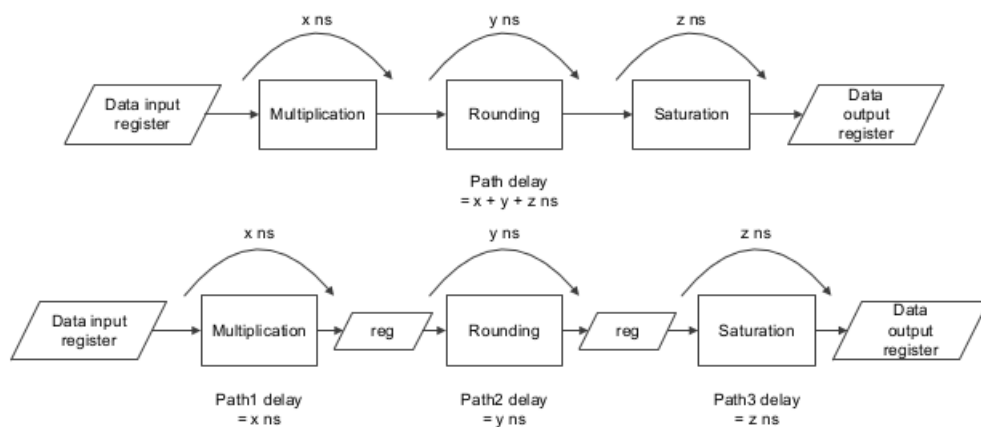 x ns
y ns
z ns
Data input
register
Multiplication
Rounding
Saturation
Data
output
register
Path delay
= x + y + z ns
x ns
y ns
z ns
Data input
register
Multiplication
reg
Rounding
reg
Saturation
Data
output
register
Path1 delay
= x ns
Path2 delay
= y ns
Path3 delay
= z ns